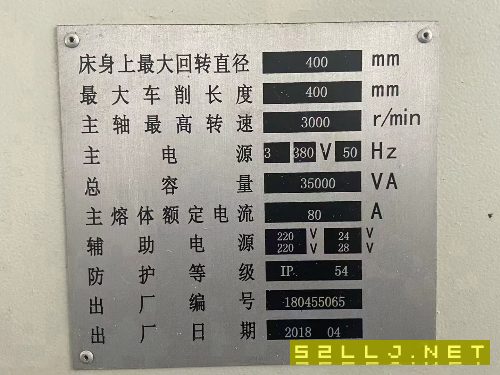 床身上最大回转直径 400 mm
最大车削长度 400 mm
主轴最高转速 3000 r/min
主电源 3 380 V 50 Hz
总容量 35000 VA
主熔体额定电流 80 A
辅助电源 220 V 24 V
220 V 28 V
防护等级 IP 54
出厂编号 180455065
出厂日期 2018 04
52LLJ.NET